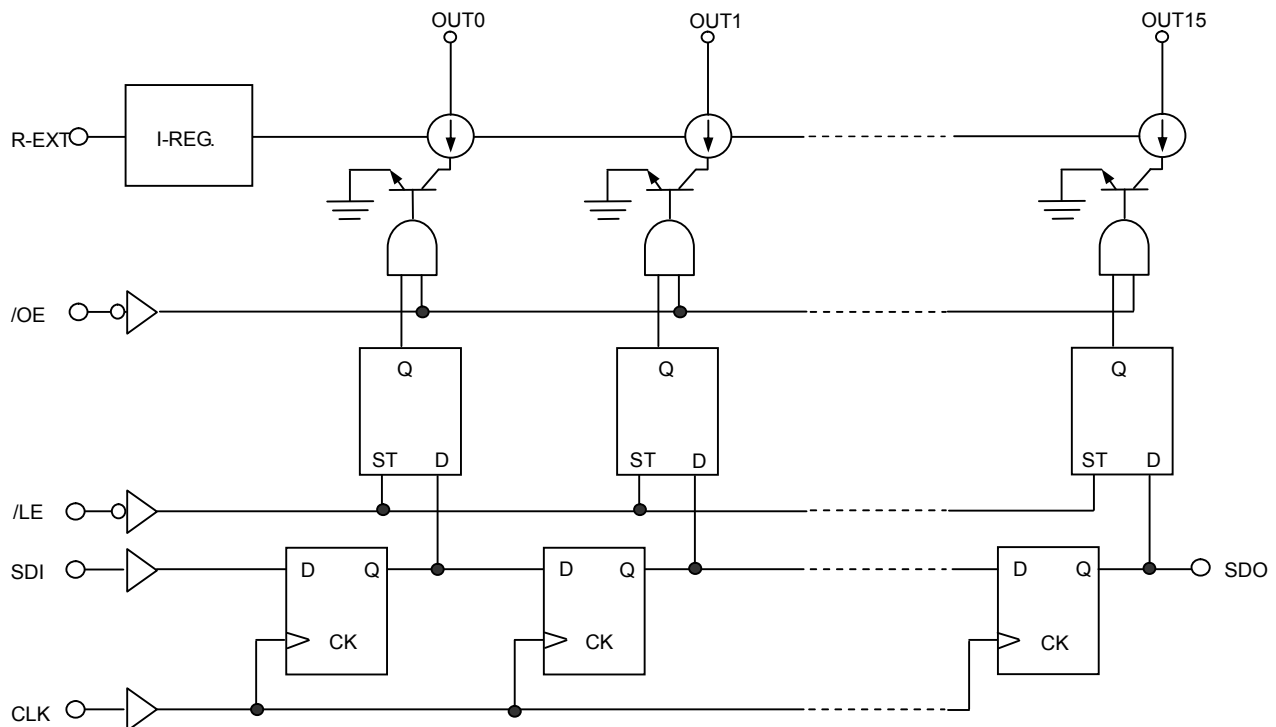 OUT0 OUT1 OUT15
R-EXT I-REG.
/OE
Q Q Q
ST D ST D ST D
/LE
SDI D Q D Q D Q SDO
CK CK CK
CLK